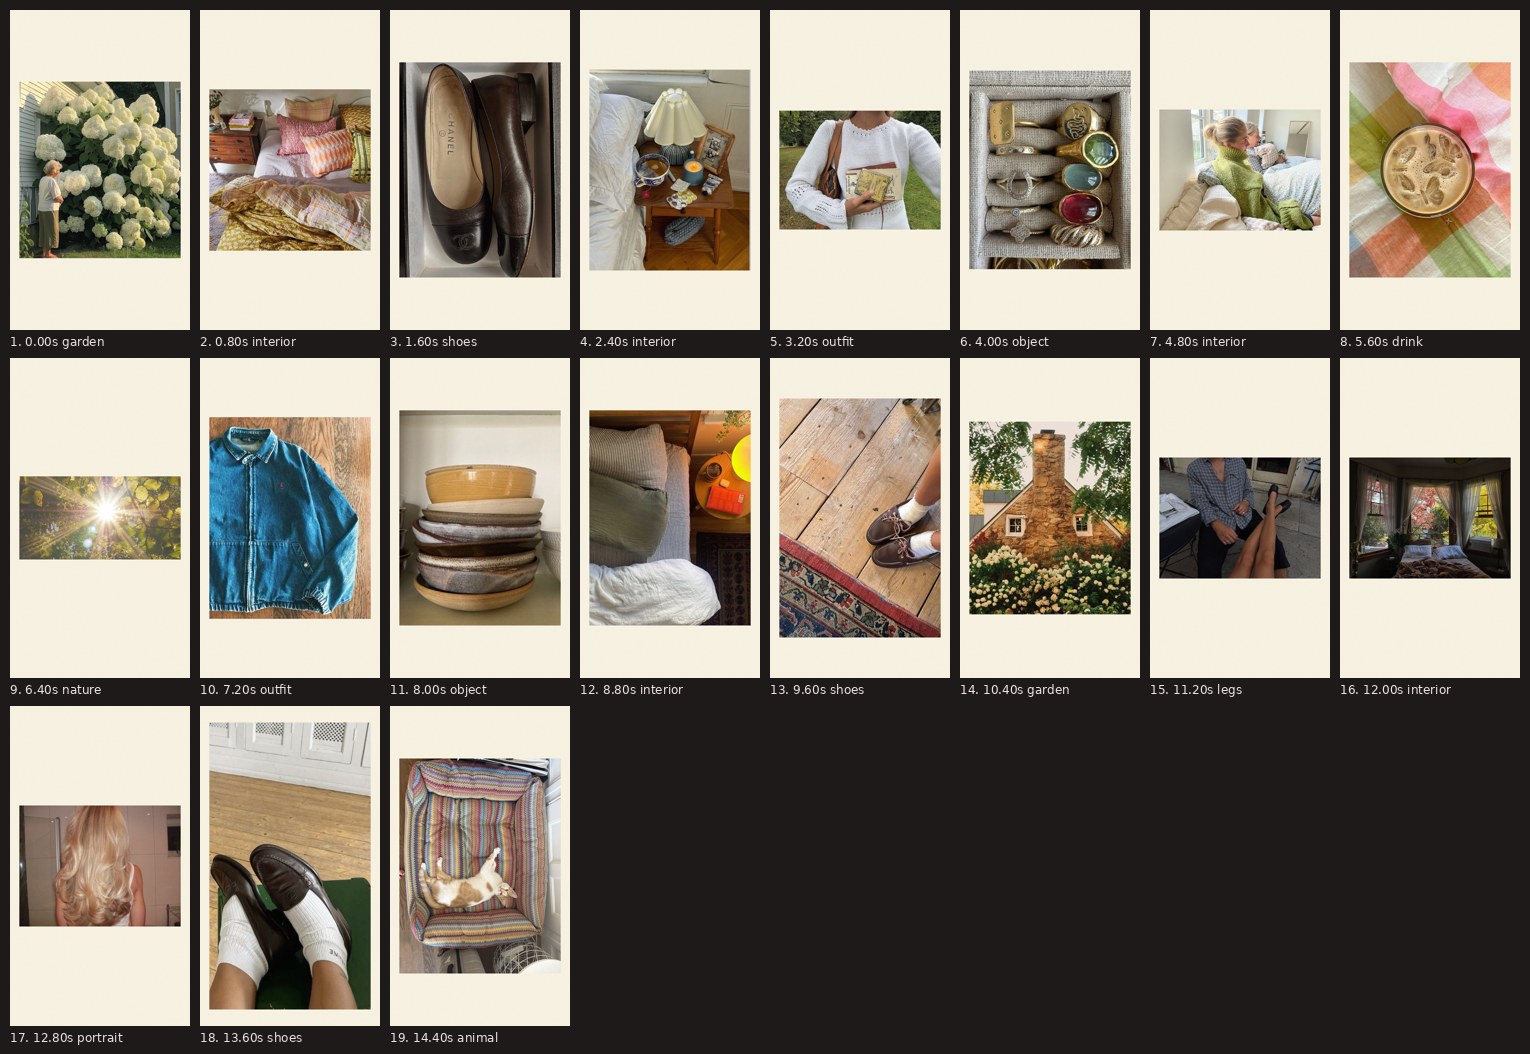 1. 0.00s garden
2. 0.80s interior
3. 1.60s shoes
4. 2.40s interior
5. 3.20s outfit
6. 4.00s object
7. 4.80s interior
8. 5.60s drink
HANEL
9. 6.40s nature
10. 7.20s outfit
11. 8.00s object
12. 8.80s interior
13. 9.60s shoes
14. 10.40s garden
15. 11.20s legs
16. 12.00s interior
17. 12.80s portrait
18. 13.60s shoes
19. 14.40s animal